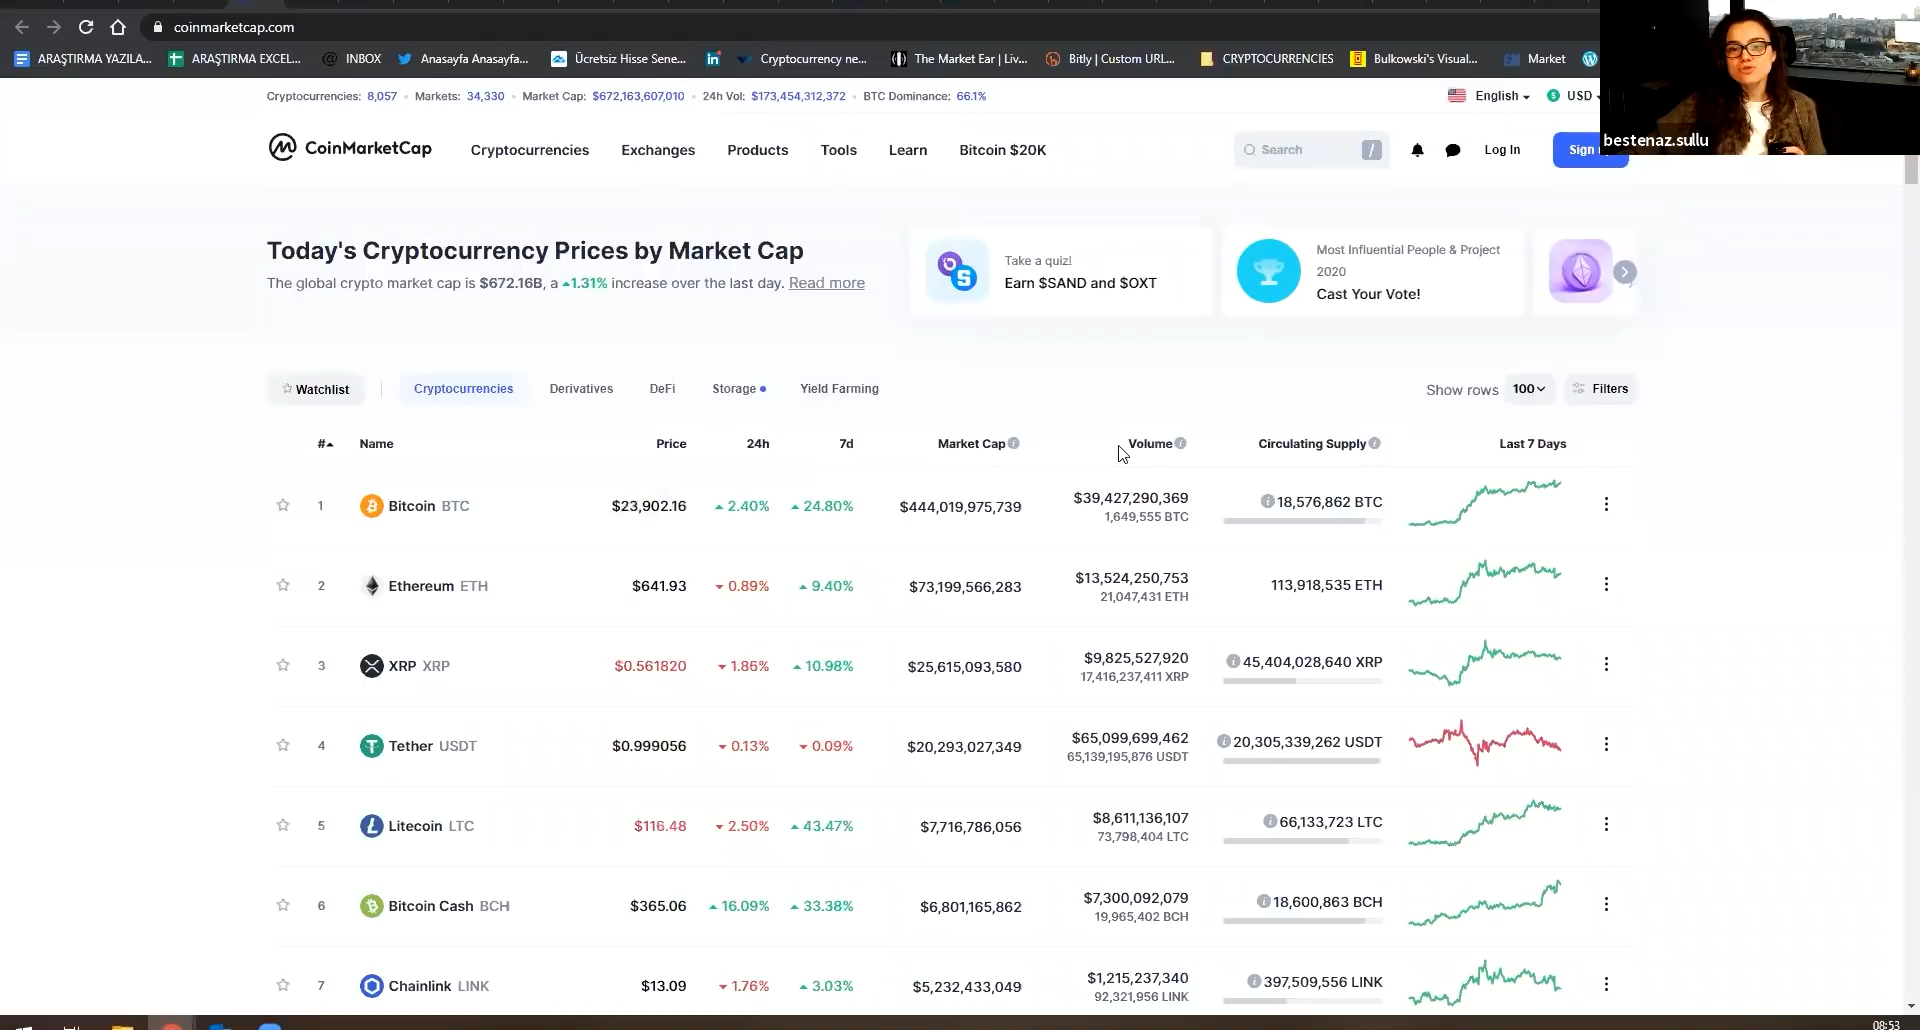 coinmarketcap.com
ARAŞTIRMA YAZILA... ARAŞTIRMA EXCEL... INBOX Anasayfa Anasayfa... Ücretsiz Hisse Sene... Cryptocurrency ne... The Market Ear | Liv... Bitly | Custom URL... CRYPTOCURRENCIES Bulkowski's Visual... Market
bestenaz.sullu
Cryptocurrencies: 8,057 • Markets: 34,330 • Market Cap: $672,163,607,010 • 24h Vol: $173,454,312,372 • BTC Dominance: 66.1% English USD
CoinMarketCap Cryptocurrencies Exchanges Products Tools Learn Bitcoin $20K Search / Log In Sign
Today's Cryptocurrency Prices by Market Cap
The global crypto market cap is $672.16B, a 1.31% increase over the last day. Read more
Take a quiz!
Earn $SAND and $OXT
Most Influential People & Project
2020
Cast Your Vote!
Watchlist Cryptocurrencies Derivatives DeFi Storage Yield Farming Show rows 100 Filters
# Name Price 24h 7d Market Cap Volume Circulating Supply Last 7 Days
1 Bitcoin BTC $23,902.16 2.40% 24.80% $444,019,975,739 $39,427,290,369 18,576,862 BTC
1,649,555 BTC
2 Ethereum ETH $641.93 0.89% 9.40% $73,199,566,283 $13,524,250,753 113,918,535 ETH
21,047,431 ETH
3 XRP XRP $0.561820 1.86% 10.98% $25,615,093,580 $9,825,527,920 45,404,028,640 XRP
17,416,237,411 XRP
4 Tether USDT $0.999056 0.13% 0.09% $20,293,027,349 $65,099,699,462 20,305,339,262 USDT
65,139,195,876 USDT
5 Litecoin LTC $116.48 2.50% 43.47% $7,716,786,056 $8,611,136,107 66,133,723 LTC
73,798,404 LTC
6 Bitcoin Cash BCH $365.06 16.09% 33.38% $6,801,165,862 $7,300,092,079 18,600,863 BCH
19,965,402 BCH
7 Chainlink LINK $13.09 1.76% 3.03% $5,232,433,049 $1,215,237,340 397,509,556 LINK
92,321,956 LINK
08:53